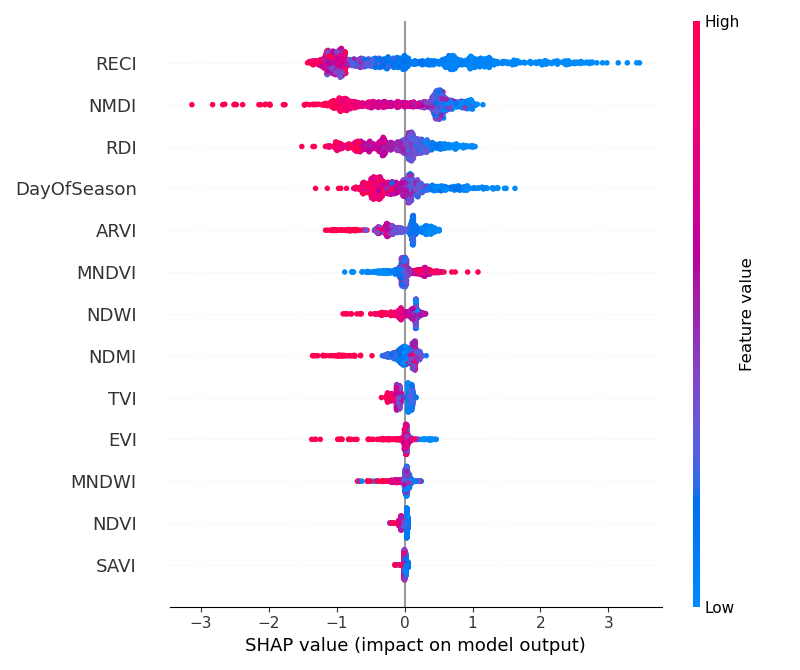 High
RECI
NMDI
RDI
DayOfSeason
ARVI
MNDVI
NDWI
NDMI
TVI
EVI
MNDWI
NDVI
SAVI
Feature value
Low
−3 −2 −1 0 1 2 3
SHAP value (impact on model output)